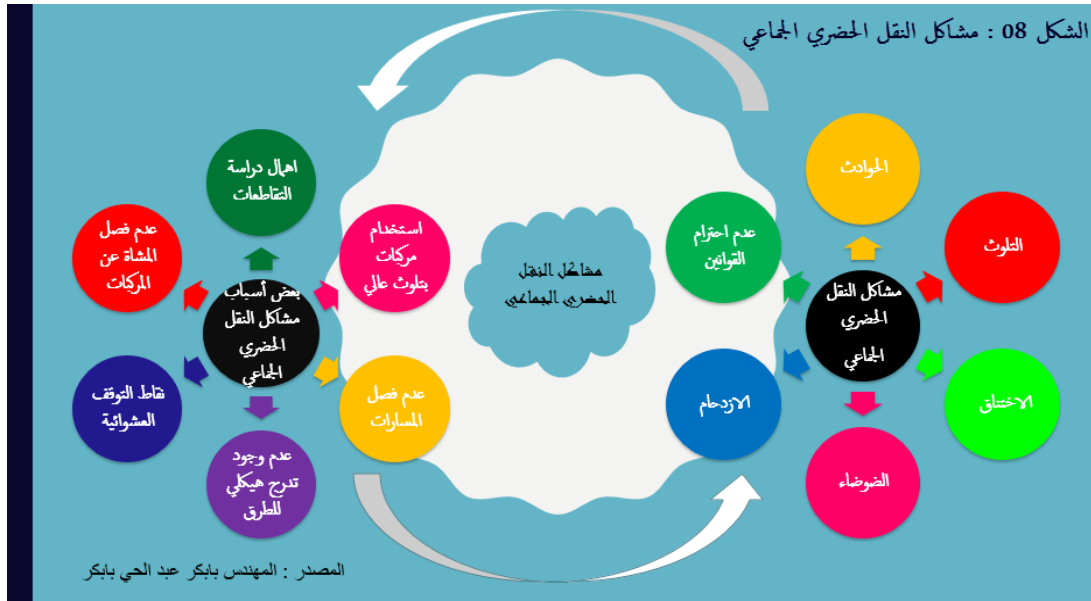 الشكل 08 : مشاكل النقل الحضري الجماعي
الحوادث
التلوث
الاختناق
الضوضاء
الازدحام
عدم احترام
القوانين
مشاكل النقل
الحضري
الجماعي
مشاكل النقل
الحضري الجماعي
اهمال دراسة
التقاطعات
استخدام
مركبات
بتلوث عالي
عدم فصل
المسارات
عدم وجود
تدرج هيكلي
للطرق
نقاط التوقف
العشوائية
عدم فصل
المشاة عن
المركبات
بعض أسباب
مشاكل النقل
الحضري
الجماعي
المصدر : المهندس بابكر عبد الحي بابكر